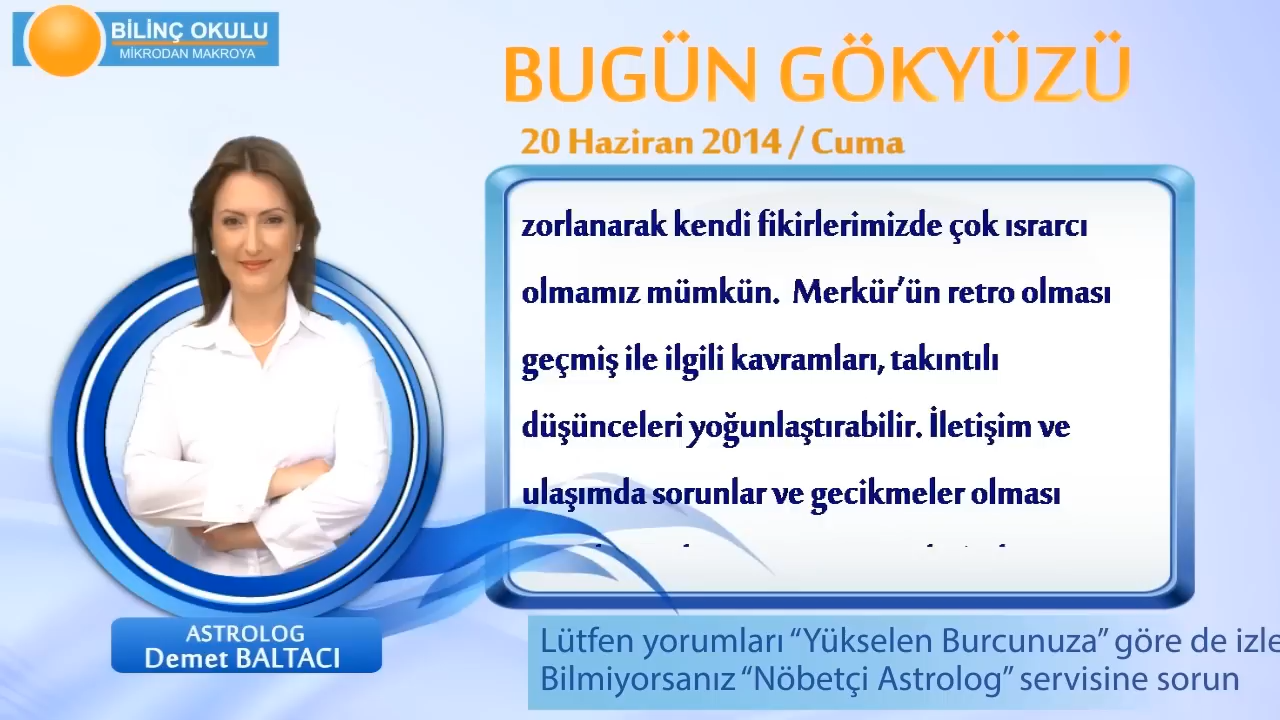 BİLİNÇ OKULU
MİKRODAN MAKROYA
BUGÜN GÖKYÜZÜ
20 Haziran 2014 / Cuma
zorlanarak kendi fikirlerimizde çok ısrarcı
olmamız mümkün. Merkür'ün retro olması
geçmiş ile ilgili kavramları, takıntılı
düşünceleri yoğunlaştırabilir. İletişim ve
ulaşımda sorunlar ve gecikmeler olması
ASTROLOG
Demet BALTACI
Lütfen yorumları “Yükselen Burcunuza” göre de
Bilmiyorsanız “Nöbetçi Astrolog” servisine sorun